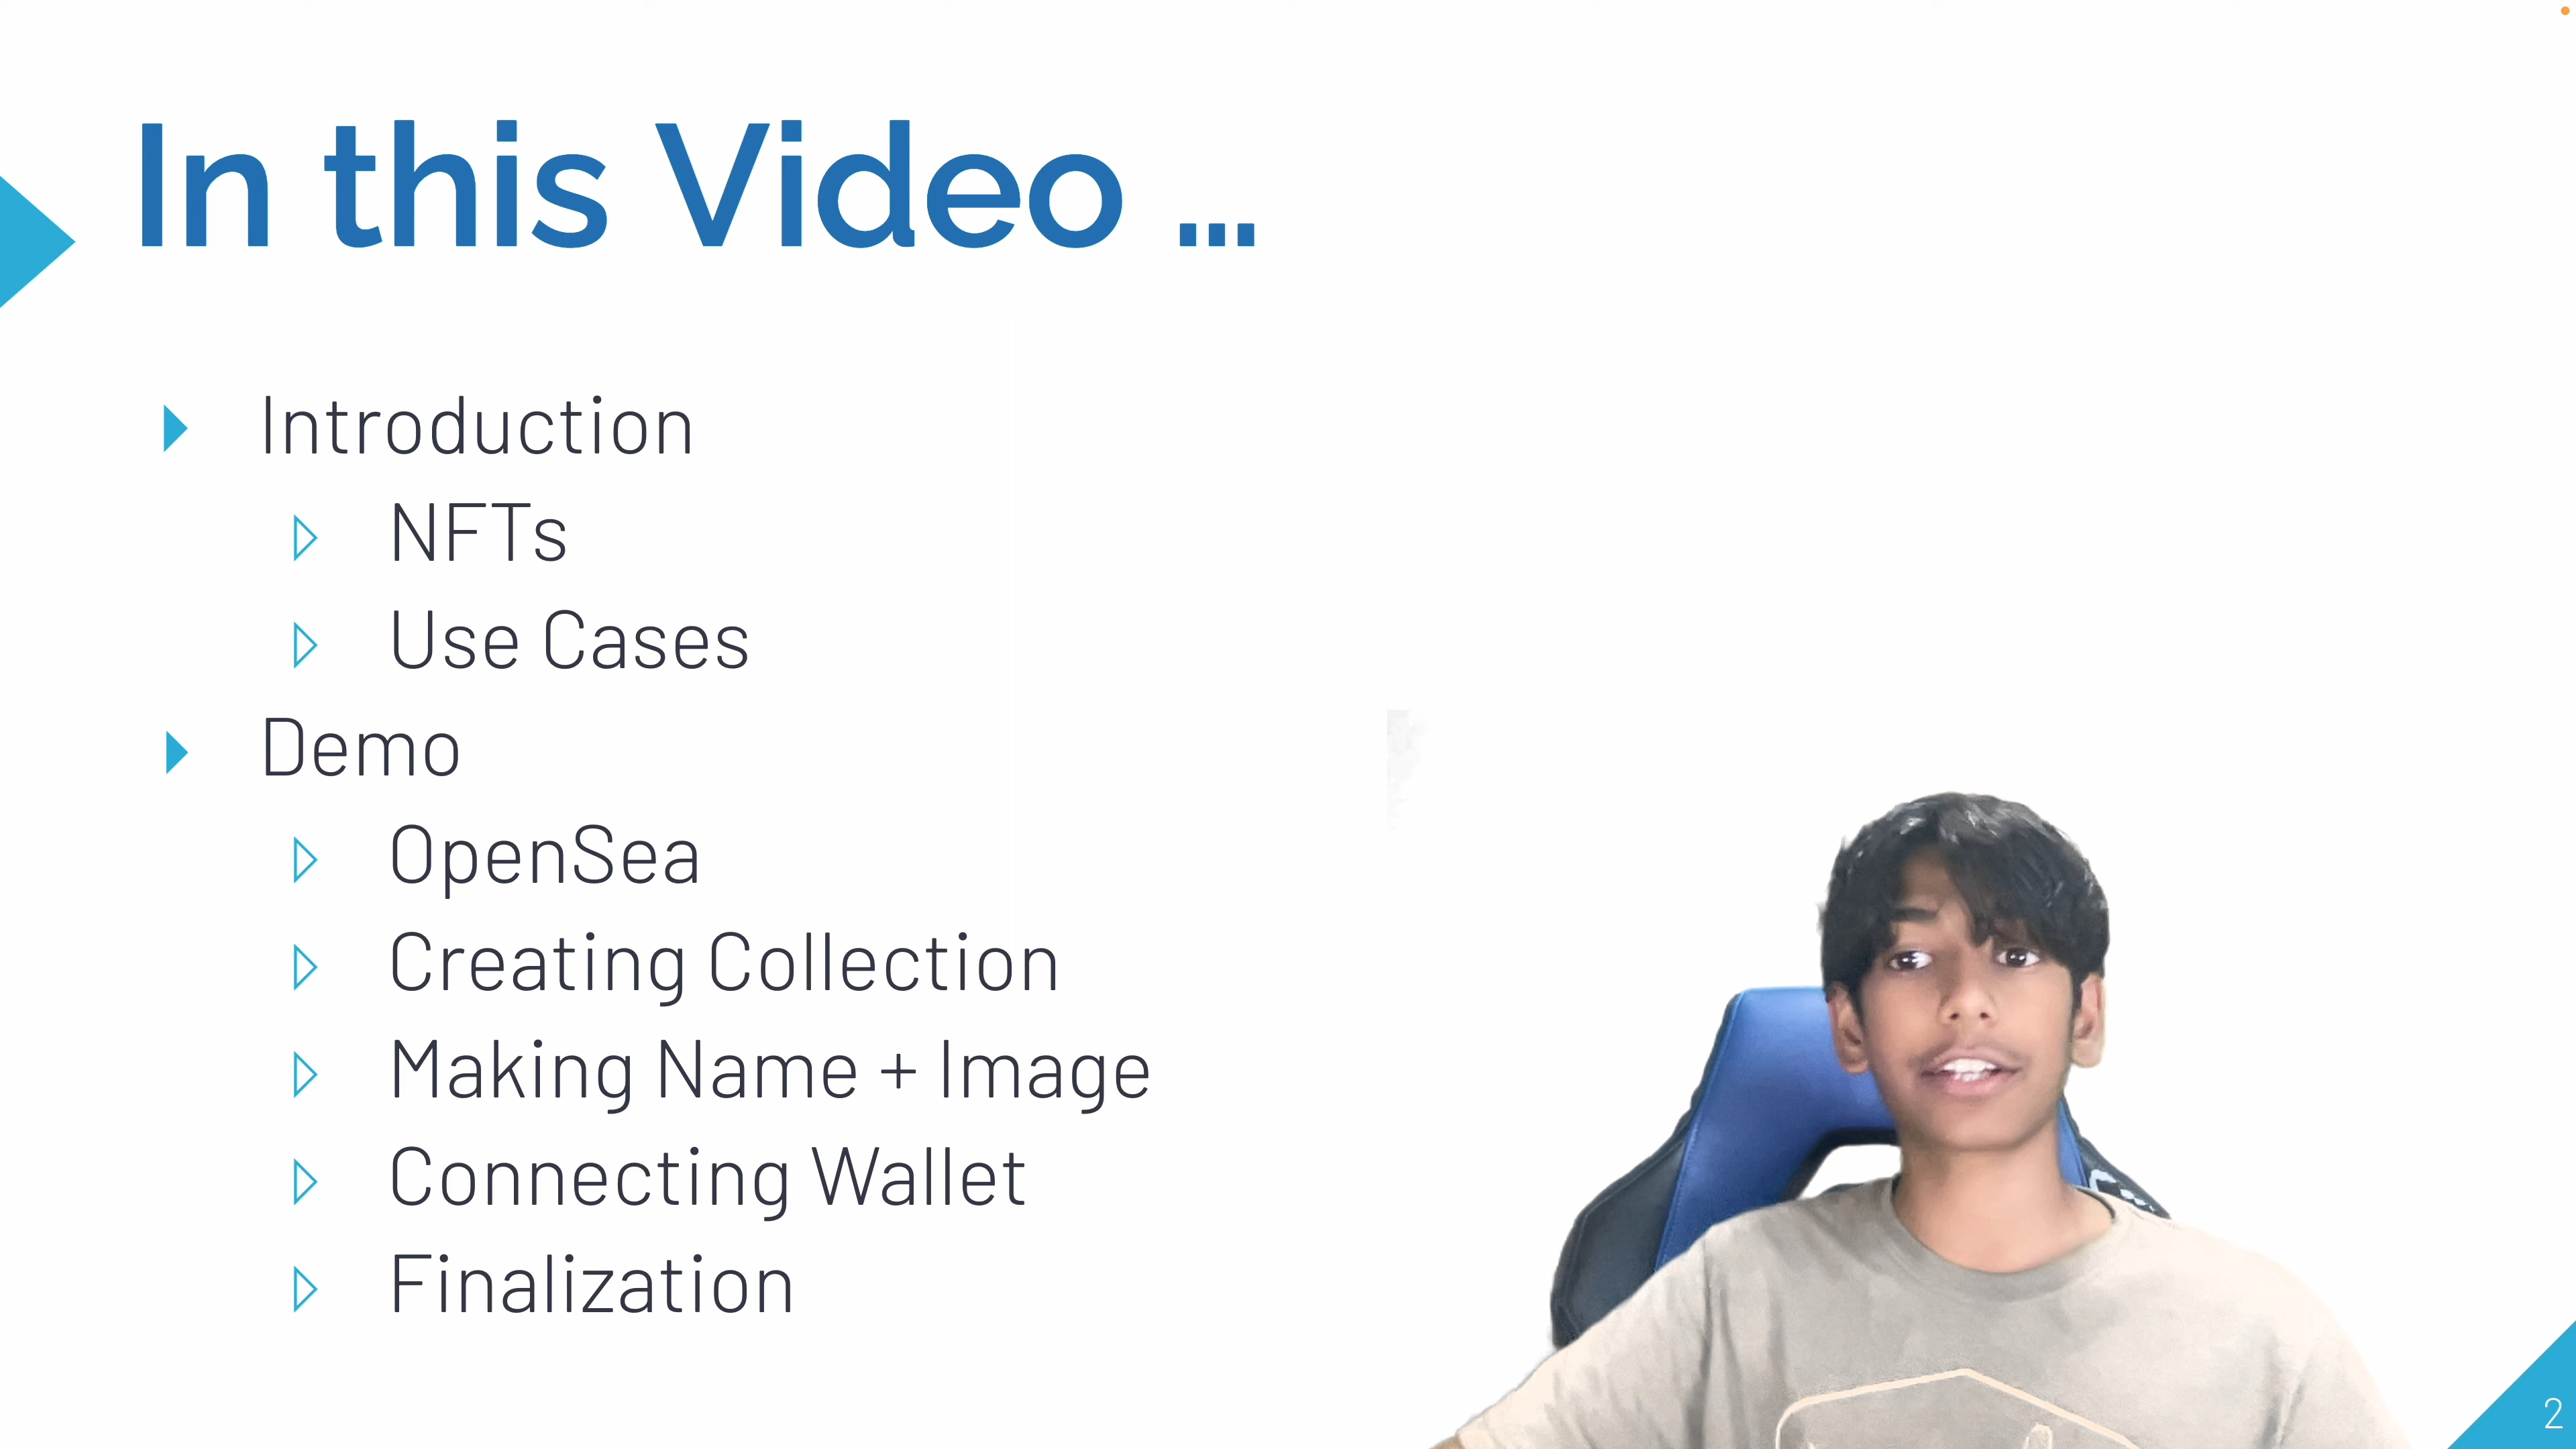 In this Video ...
Introduction
NFTs
Use Cases
Demo
OpenSea
Creating Collection
Making Name + Image
Connecting Wallet
Finalization
2